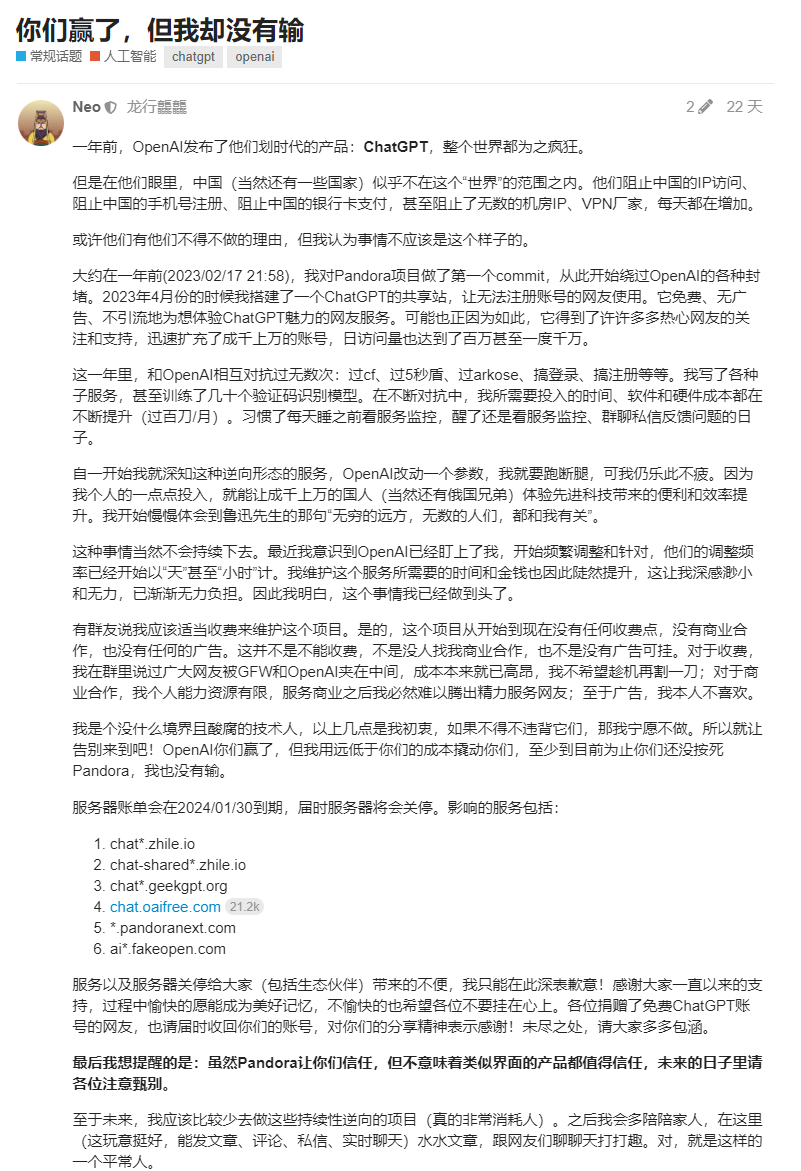 你们赢了，但我却没有输
常规话题 人工智能 chatgpt openai
Neo 龙行龘龘 2 22 天
一年前，OpenAI发布了他们划时代的产品：ChatGPT，整个世界都为之疯狂。
但是在他们眼里，中国（当然还有一些国家）似乎不在这个“世界”的范围之内。他们阻止中国的IP访问、
阻止中国的手机号注册、阻止中国的银行卡支付，甚至阻止了无数的机房IP、VPN厂家，每天都在增加。
或许他们有他们不得不做的理由，但我认为事情不应该是这个样子的。
大约在一年前(2023/02/17 21:58)，我对Pandora项目做了第一个commit，从此开始绕过OpenAI的各种封
堵。2023年4月份的时候我搭建了一个ChatGPT的共享站，让无法注册账号的网友使用。它免费、无广
告、不引流地为想体验ChatGPT魅力的网友服务。可能也正因为如此，它得到了许许多多热心网友的关
注和支持，迅速扩充了成千上万的账号，日访问量也达到了百万甚至一度千万。
这一年里，和OpenAI相互对抗过无数次：过cf、过5秒盾、过arkose、搞登录、搞注册等等。我写了各种
子服务，甚至训练了几十个验证码识别模型。在不断对抗中，我所需要投入的时间、软件和硬件成本都在
不断提升（过百刀/月）。习惯了每天睡之前看服务监控，醒了还是看服务监控、群聊私信反馈问题的日
子。
自一开始我就深知这种逆向形态的服务，OpenAI改动一个参数，我就要跑断腿，可我仍乐此不疲。因为
我个人的一点点投入，就能让成千上万的国人（当然还有俄国兄弟）体验先进科技带来的便利和效率提
升。我开始慢慢体会到鲁迅先生的那句“无穷的远方，无数的人们，都和我有关”。
这种事情当然不会持续下去。最近我意识到OpenAI已经盯上了我，开始频繁调整和针对，他们的调整频
率已经开始以“天”甚至“小时”计。我维护这个服务所需要的时间和金钱也因此陡然提升，这让我深感渺小
和无力，已渐渐无力负担。因此我明白，这个事情我已经做到头了。
有群友说我应该适当收费来维护这个项目。是的，这个项目从开始到现在没有任何收费点，没有商业合
作，也没有任何的广告。这并不是不能收费，不是没人找我商业合作，也不是没有广告可挂。对于收费，
我在群里说过广大网友被GFW和OpenAI夹在中间，成本本来就已高昂，我不希望趁机再割一刀；对于商
业合作，我个人能力资源有限，服务商业之后我必然难以腾出精力服务网友；至于广告，我本人不喜欢。
我是个没什么境界且酸腐的技术人，以上几点是我初衷，如果不得不违背它们，那我宁愿不做。所以就让
告别来到吧！OpenAI你们赢了，但我用远低于你们的成本撬动你们，至少到目前为止你们还没按死
Pandora，我也没有输。
服务器账单会在2024/01/30到期，届时服务器将会关停。影响的服务包括：
1. chat*.zhile.io
2. chat-shared*.zhile.io
3. chat*.geekgpt.org
4. chat.oaifree.com 21.2k
5. *.pandoranext.com
6. ai*.fakeopen.com
服务以及服务器关停给大家（包括生态伙伴）带来的不便，我只能在此深表歉意！感谢大家一直以来的支
持，过程中愉快的愿能成为美好记忆，不愉快的也希望各位不要挂在心上。各位捐赠了免费ChatGPT账
号的网友，也请届时收回你们的账号，对你们的分享精神表示感谢！未尽之处，请大家多多包涵。
最后我想提醒的是：虽然Pandora让你们信任，但不意味着类似界面的产品都值得信任，未来的日子里请
各位注意甄别。
至于未来，我应该比较少去做这些持续性逆向的项目（真的非常消耗人）。之后我会多陪陪家人，在这里
（这玩意挺好，能发文章、评论、私信、实时聊天）水水文章，跟网友们聊聊天打打趣。对，就是这样的
一个平常人。